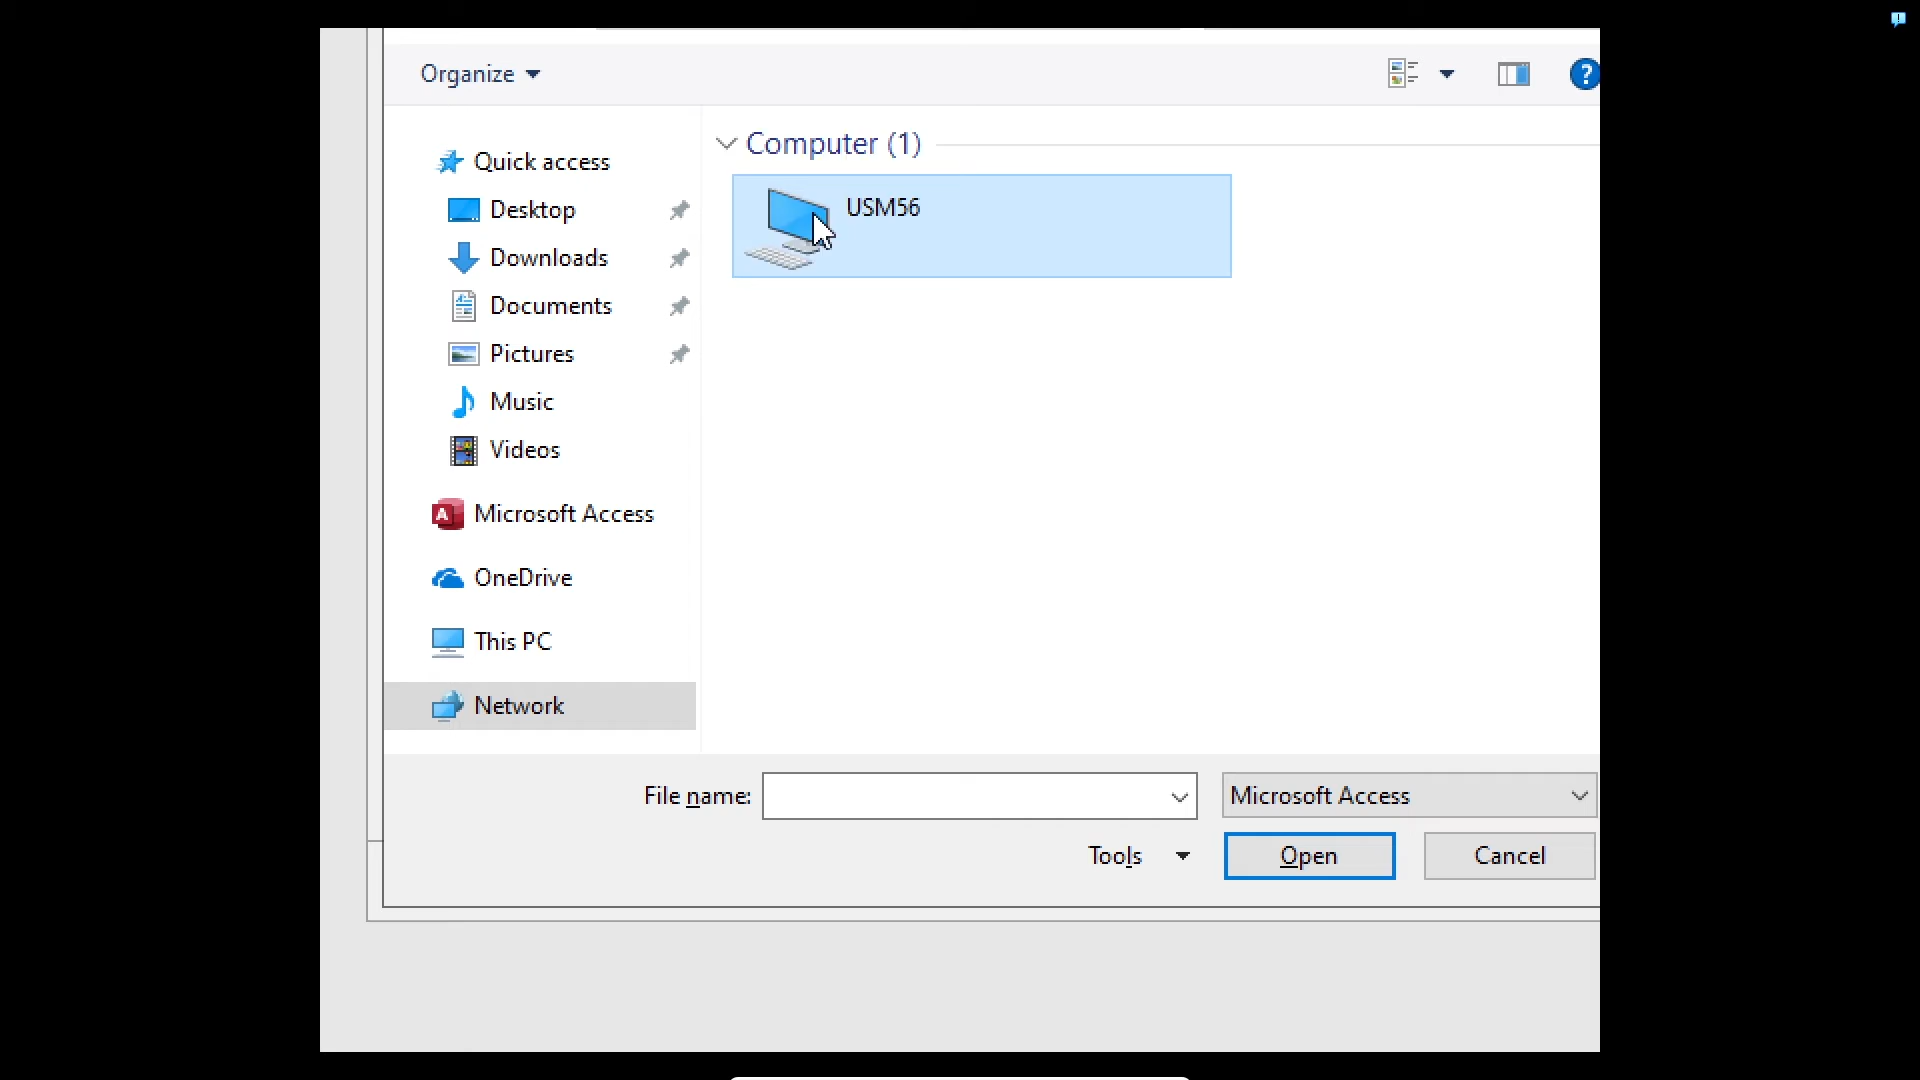 Organize
?
Computer (1)
Quick access
USM56
Desktop
Downloads
Documents
Pictures
Music
Videos
A Microsoft Access
OneDrive
This PC
Network
File name:
Microsoft Access
Tools
Open
Cancel